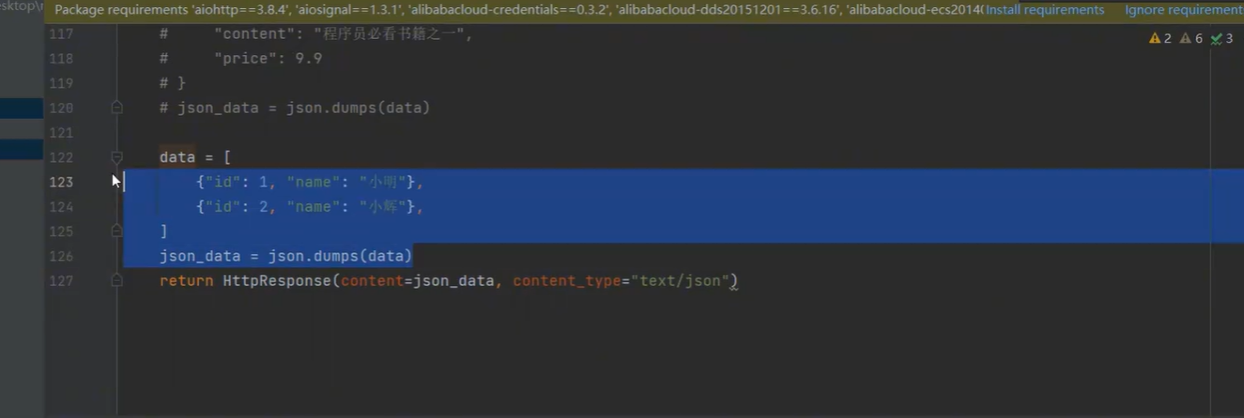 sktop\r
Package requirements 'aiohttp==3.8.4', 'aiosignal==1.3.1', 'alibabacloud-credentials==0.3.2', 'alibabacloud-dds20151201==3.6.16', 'alibabacloud-ecs2014( Install requirements Ignore requirement
2 6 3
117 # "content": "程序员必看书籍之一",
118 # "price": 9.9
119 # }
120 # json_data = json.dumps(data)
121
122 data = [
123 {"id": 1, "name": "小明"},
124 {"id": 2, "name": "小辉"},
125 ]
126 json_data = json.dumps(data)
127 return HttpResponse(content=json_data, content_type="text/json")